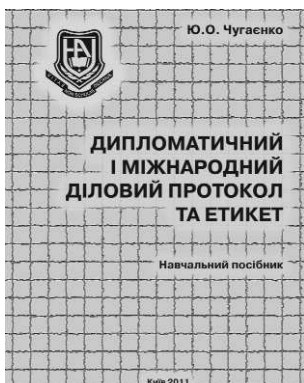 Ю.О. Чугаєнко
ДИПЛОМАТИЧНИЙ
І МІЖНАРОДНИЙ
ДІЛОВИЙ ПРОТОКОЛ
ТА ЕТИКЕТ
Навчальний посібник
Київ 2011